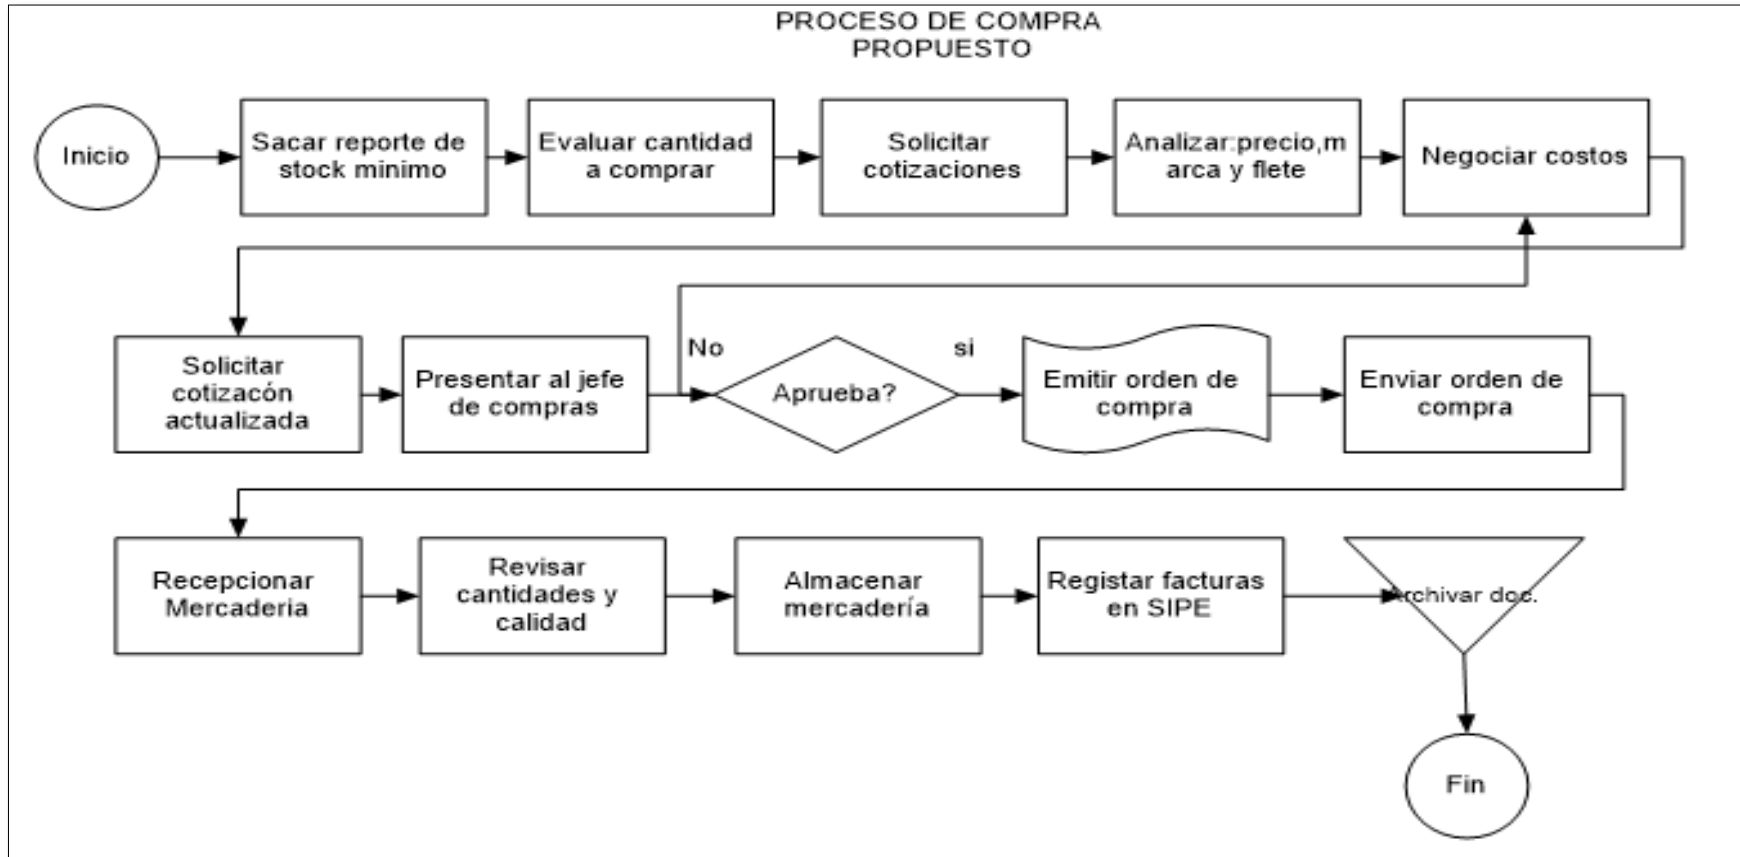 PROCESO DE COMPRA
PROPUESTO
Inicio
Sacar reporte de
stock minimo
Evaluar cantidad
a comprar
Solicitar
cotizaciones
Analizar:precio,m
arca y flete
Negociar costos
Solicitar
cotizacón
actualizada
Presentar al jefe
de compras
No
Aprueba?
si
Emitir orden de
compra
Enviar orden de
compra
Recepcionar
Mercaderia
Revisar
cantidades y
calidad
Almacenar
mercadería
Registar facturas
en SIPE
Archivar doc.
Fin